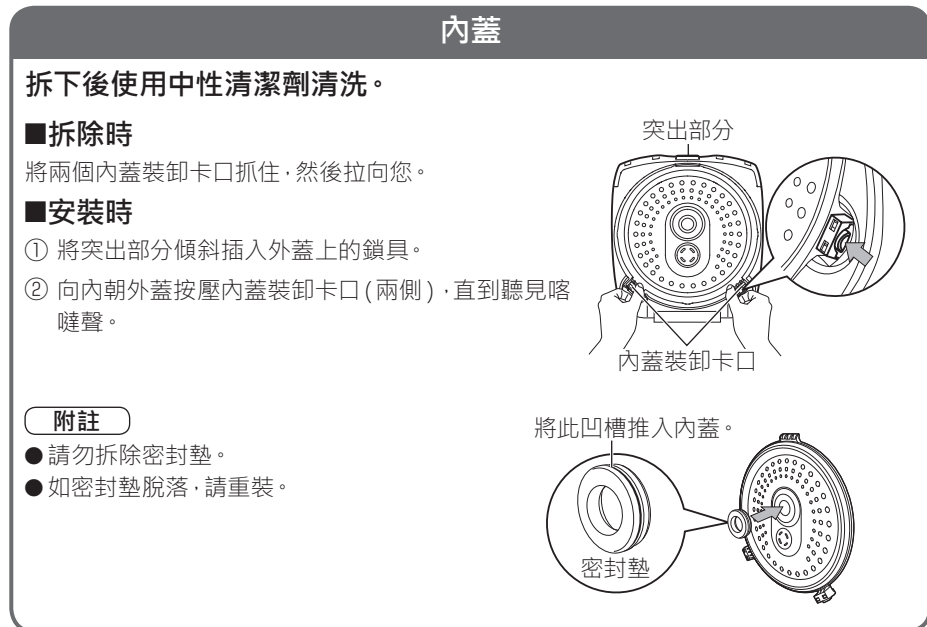 內蓋
拆下後使用中性清潔劑清洗。
■拆除時
將兩個內蓋裝卸卡口抓住，然後拉向您。
■安裝時
① 將突出部分傾斜插入外蓋上的鎖具。
② 向內朝外蓋按壓內蓋裝卸卡口(兩側)，直到聽見喀
噠聲。
突出部分
內蓋裝卸卡口
附註
●請勿拆除密封墊。
●如密封墊脫落，請重裝。
將此凹槽推入內蓋。
密封墊